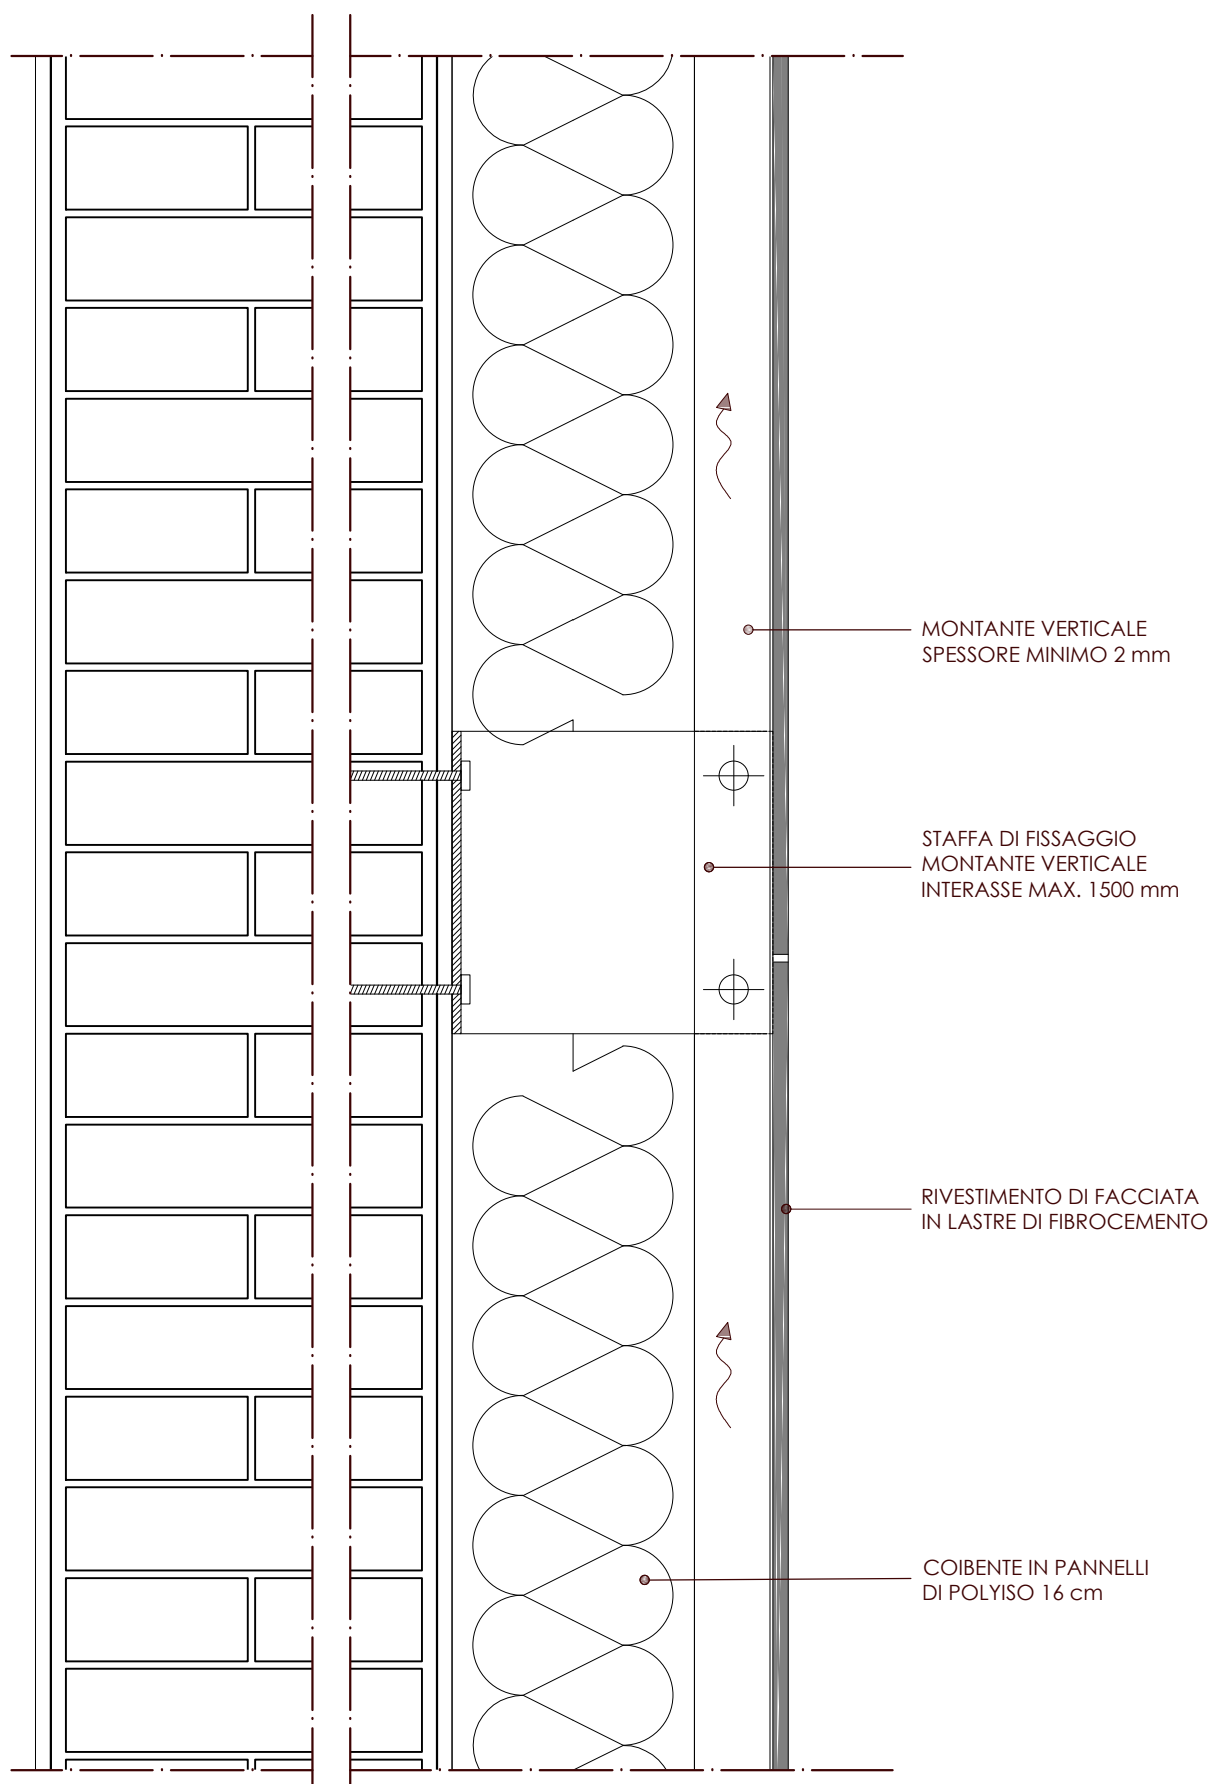 MONTANTE VERTICALE
SPESSORE MINIMO 2 mm
STAFFA DI FISSAGGIO
MONTANTE VERTICALE
INTERASSE MAX. 1500 mm
RIVESTIMENTO DI FACCIATA
IN LASTRE DI FIBROCEMENTO
COIBENTE IN PANNELLI
DI POLYISO 16 cm